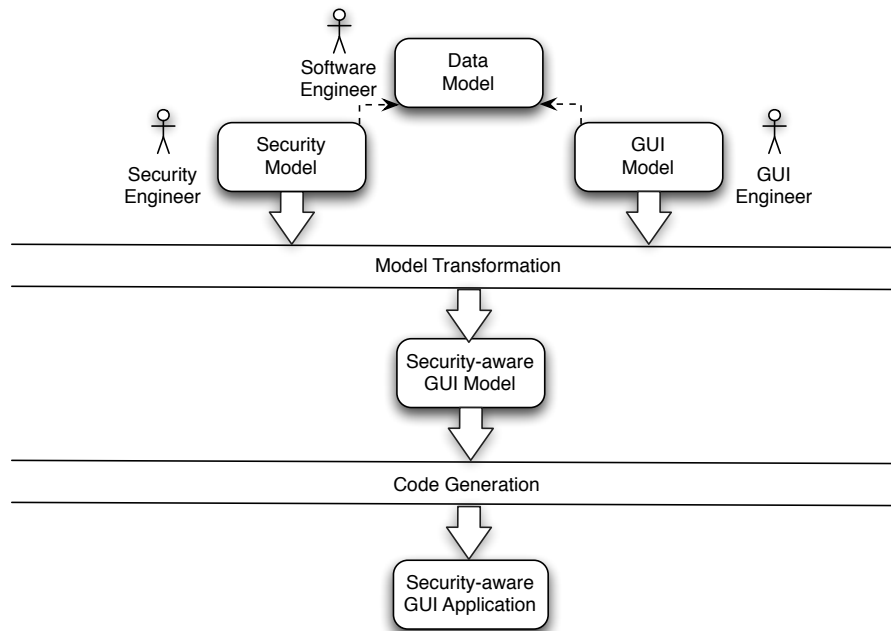 Software
Engineer
Data
Model
Security
Engineer
Security
Model
GUI
Model
GUI
Engineer
Model Transformation
Security-aware
GUI Model
Code Generation
Security-aware
GUI Application